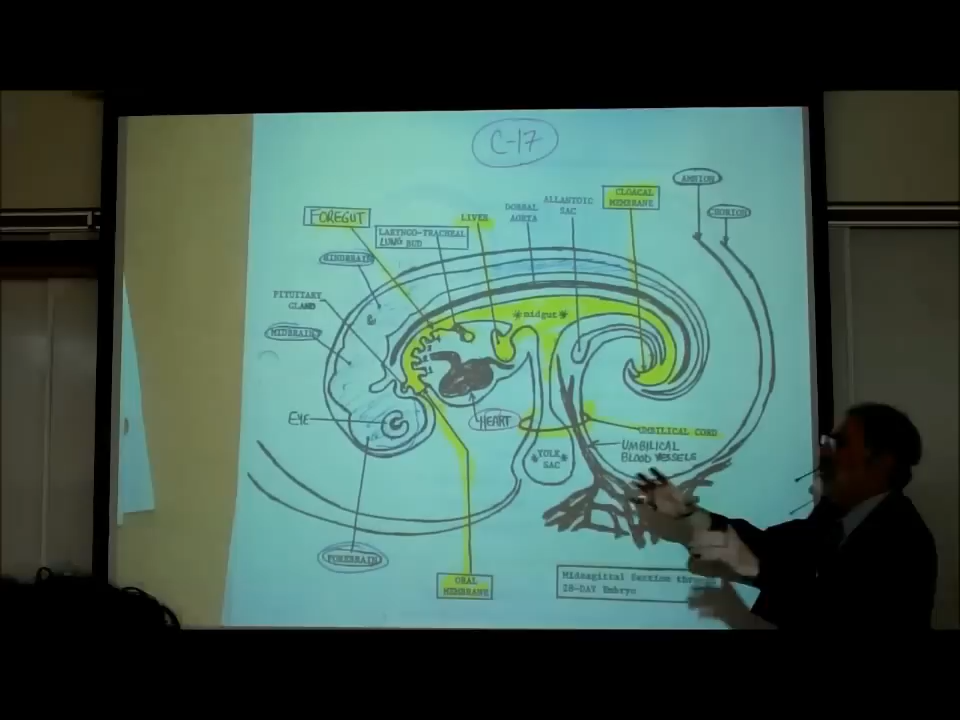 C-17
AMNION
CHORION
CLOACAL
MEMBRANE
ALLANTOIC
SAC
DORSAL
AORTA
LIVER
FOREGUT
LARYNGO-TRACHEAL
LUNG BUD
HINDBRAIN
PITUITARY
GLAND
MIDBRAIN
*midgut*
EYE
HEART
UMBILICAL CORD
UMBILICAL
BLOOD VESSELS
*YOLK*
SAC
FOREBRAIN
ORAL
MEMBRANE
Midsagittal Section
28-DAY Embryo